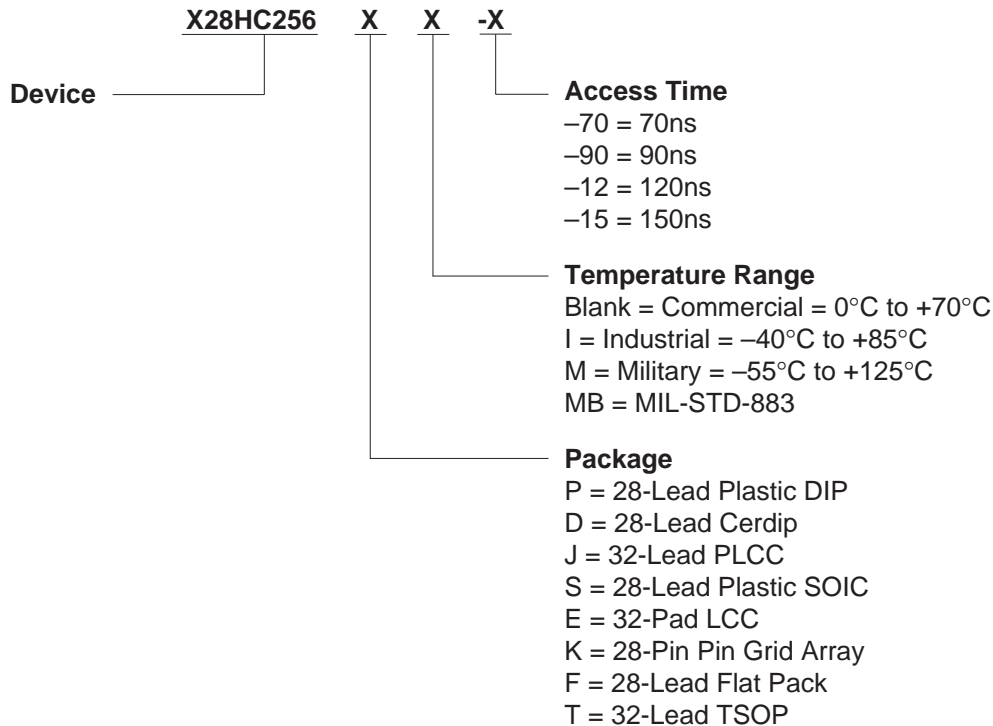 X28HC256 X X -X
Device
Access Time
–70 = 70ns
–90 = 90ns
–12 = 120ns
–15 = 150ns
Temperature Range
Blank = Commercial = 0°C to +70°C
I = Industrial = –40°C to +85°C
M = Military = –55°C to +125°C
MB = MIL-STD-883
Package
P = 28-Lead Plastic DIP
D = 28-Lead Cerdip
J = 32-Lead PLCC
S = 28-Lead Plastic SOIC
E = 32-Pad LCC
K = 28-Pin Pin Grid Array
F = 28-Lead Flat Pack
T = 32-Lead TSOP